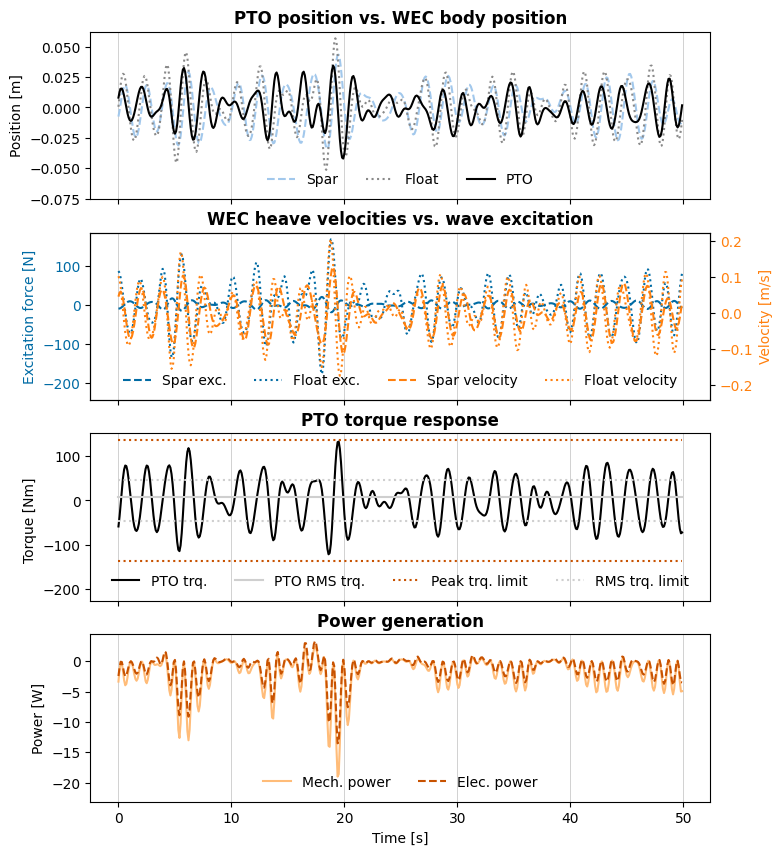 PTO position vs. WEC body position
Position [m]
0.050
0.025
0.000
−0.025
−0.050
−0.075
Spar Float PTO
WEC heave velocities vs. wave excitation
Excitation force [N]
100
0
−100
−200
0.2
0.1
0.0
−0.1
−0.2
Velocity [m/s]
Spar exc. Float exc. Spar velocity Float velocity
PTO torque response
Torque [Nm]
100
0
−100
−200
PTO trq. PTO RMS trq. Peak trq. limit RMS trq. limit
Power generation
Power [W]
0
−5
−10
−15
−20
Mech. power Elec. power
0 10 20 30 40 50
Time [s]